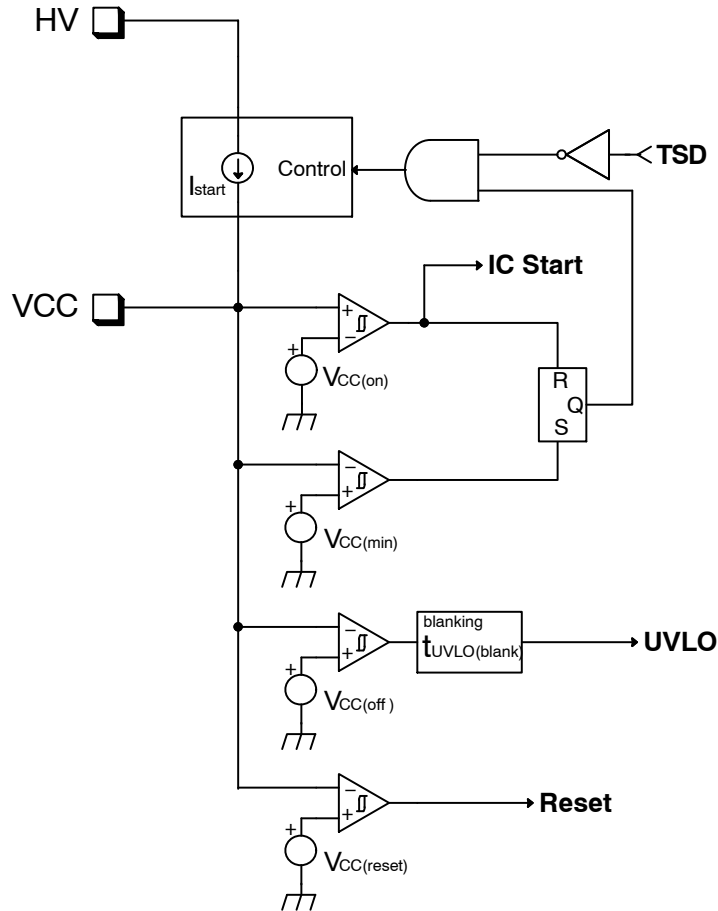 HV
Istart
Control
TSD
IC Start
VCC
+
−
+
VCC(on)
R
Q
S
−
+
+
VCC(min)
−
+
+
VCC(off )
blanking
tUVLO(blank)
UVLO
−
+
+
VCC(reset)
Reset